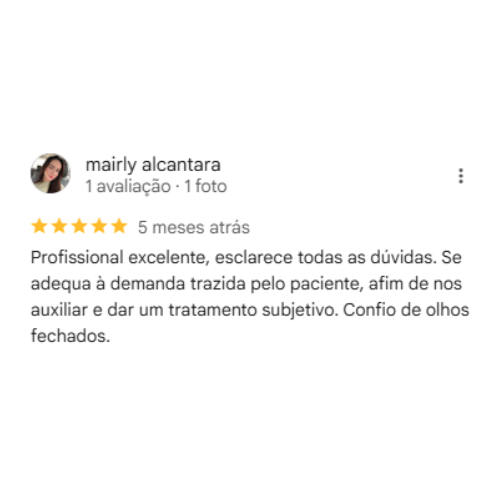 mairly alcantara
1 avaliação · 1 foto
5 meses atrás
Profissional excelente, esclarece todas as dúvidas. Se
adequa à demanda trazida pelo paciente, afim de nos
auxiliar e dar um tratamento subjetivo. Confio de olhos
fechados.